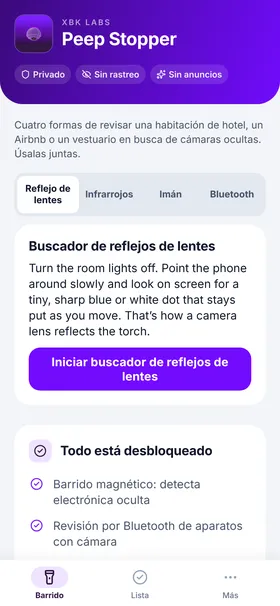 XBK LABS
Peep Stopper
Privado
Sin rastreo
Sin anuncios
Cuatro formas de revisar una habitación de hotel, un
Airbnb o un vestuario en busca de cámaras ocultas.
Úsalas juntas.
Reflejo de
lentes
Infrarrojos
Imán
Bluetooth
Buscador de reflejos de lentes
Turn the room lights off. Point the phone
around slowly and look on screen for a
tiny, sharp blue or white dot that stays
put as you move. That’s how a camera
lens reflects the torch.
Iniciar buscador de reflejos de
lentes
Todo está desbloqueado
Barrido magnético: detecta
electrónica oculta
Revisión por Bluetooth de aparatos
con cámara
Barrido
Lista
Más